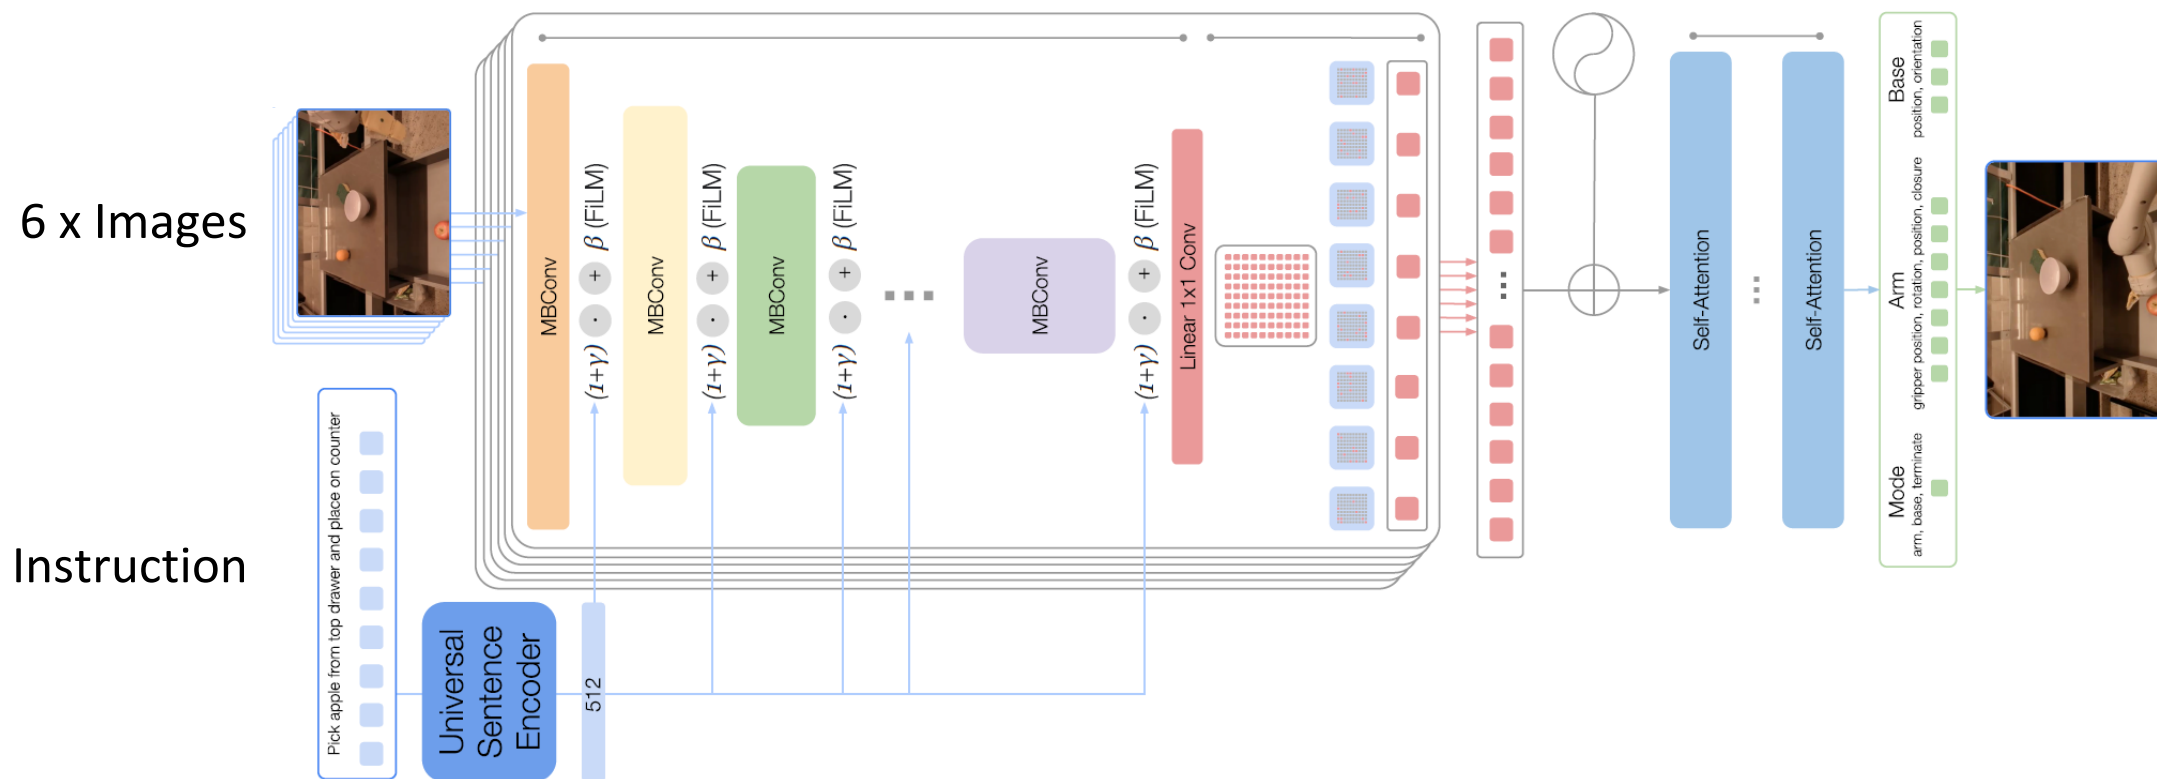 6 x Images
Instruction
Pick apple from top drawer and place on counter
Universal
Sentence
Encoder
512
MBConv
(1+γ) · + β (FiLM)
MBConv
(1+γ) · + β (FiLM)
MBConv
(1+γ) · + β (FiLM)
...
MBConv
(1+γ) · + β (FiLM)
Linear 1x1 Conv
...
Self-Attention
...
Self-Attention
Mode
arm, base, terminate
Arm
gripper position, rotation, position, closure
Base
position, orientation